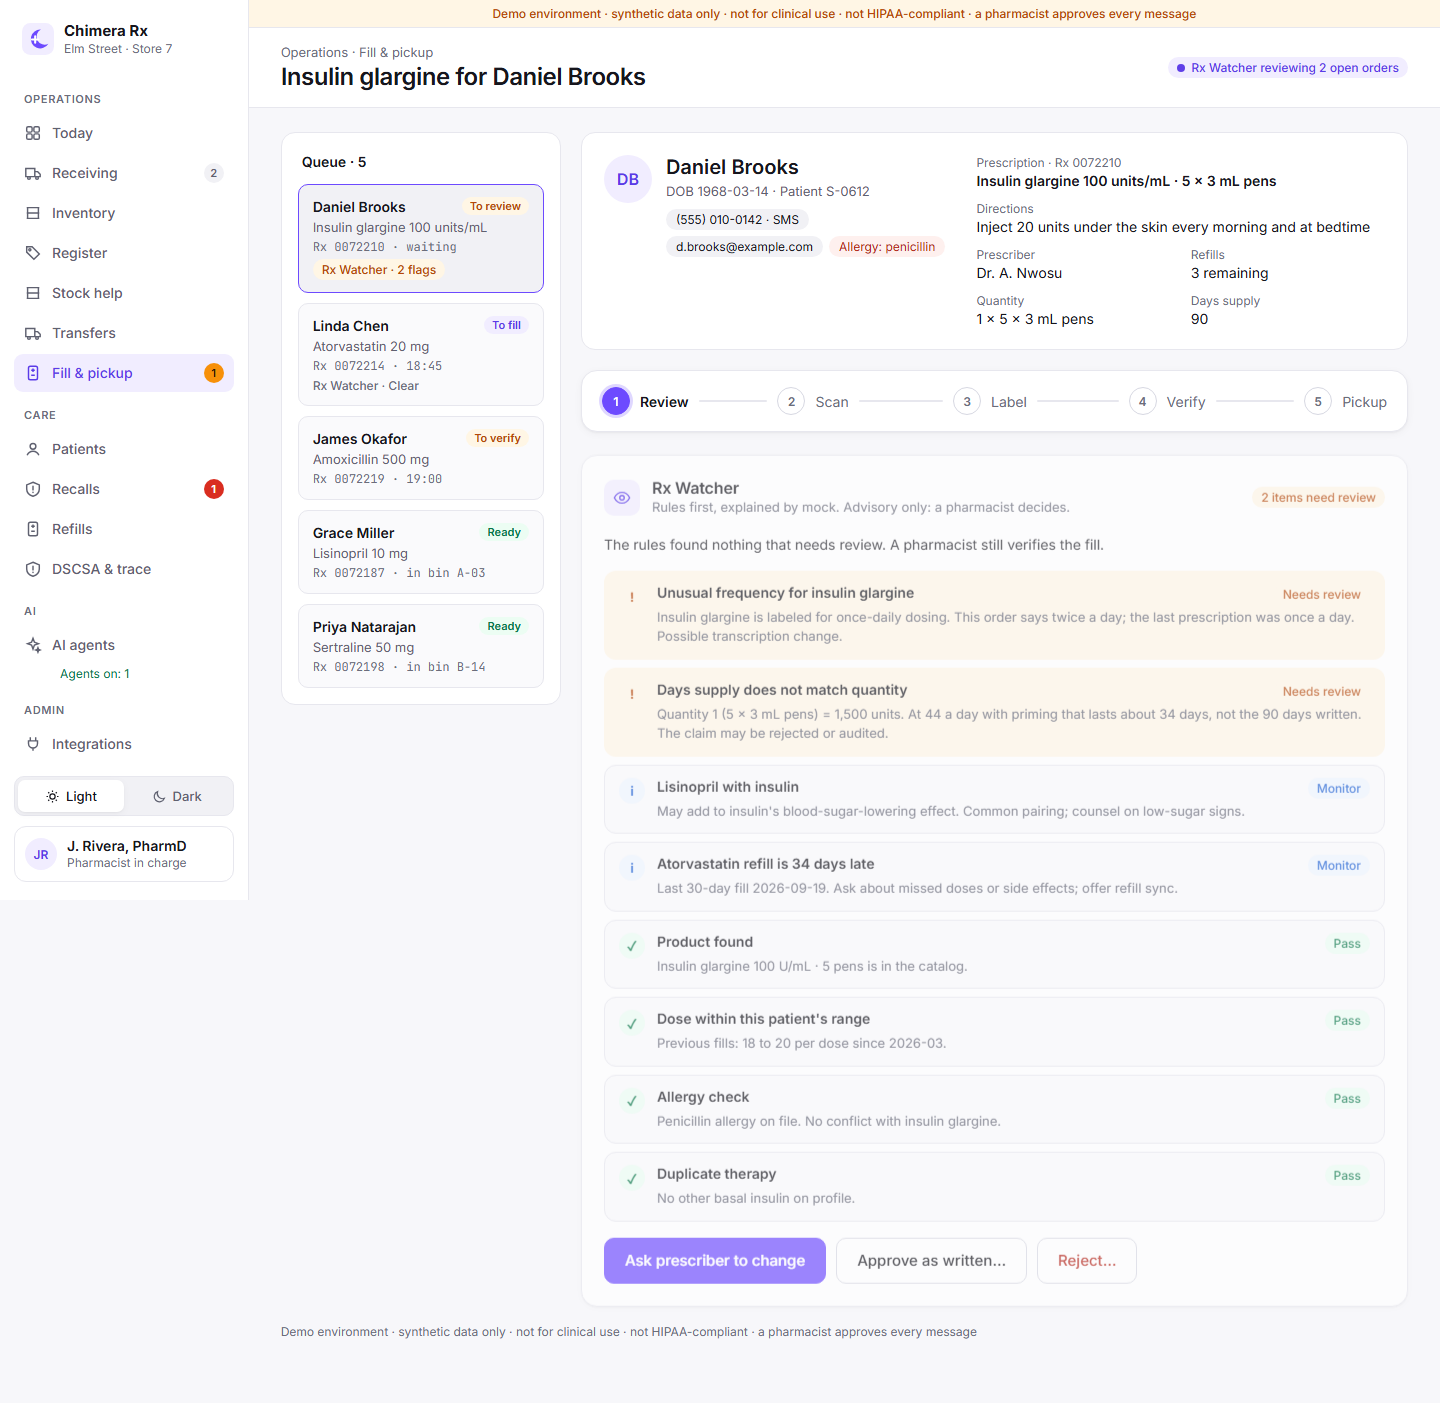 Demo environment · synthetic data only · not for clinical use · not HIPAA-compliant · a pharmacist approves every message
Chimera Rx
Elm Street · Store 7
OPERATIONS
Today
Receiving 2
Inventory
Register
Stock help
Transfers
Fill & pickup 1
CARE
Patients
Recalls 1
Refills
DSCSA & trace
AI
AI agents
Agents on: 1
ADMIN
Integrations
Light Dark
JR
J. Rivera, PharmD
Pharmacist in charge
Operations · Fill & pickup
Insulin glargine for Daniel Brooks
Rx Watcher reviewing 2 open orders
Queue · 5
Daniel Brooks To review
Insulin glargine 100 units/mL
Rx 0072210 · waiting
Rx Watcher · 2 flags
Linda Chen To fill
Atorvastatin 20 mg
Rx 0072214 · 18:45
Rx Watcher · Clear
James Okafor To verify
Amoxicillin 500 mg
Rx 0072219 · 19:00
Grace Miller Ready
Lisinopril 10 mg
Rx 0072187 · in bin A-03
Priya Natarajan Ready
Sertraline 50 mg
Rx 0072198 · in bin B-14
DB
Daniel Brooks
DOB 1968-03-14 · Patient S-0612
(555) 010-0142 · SMS
d.brooks@example.com Allergy: penicillin
Prescription · Rx 0072210
Insulin glargine 100 units/mL · 5 × 3 mL pens
Directions
Inject 20 units under the skin every morning and at bedtime
Prescriber Refills
Dr. A. Nwosu 3 remaining
Quantity Days supply
1 × 5 × 3 mL pens 90
1 Review 2 Scan 3 Label 4 Verify 5 Pickup
Rx Watcher
Rules first, explained by mock. Advisory only: a pharmacist decides.
2 items need review
The rules found nothing that needs review. A pharmacist still verifies the fill.
! Unusual frequency for insulin glargine Needs review
Insulin glargine is labeled for once-daily dosing. This order says twice a day; the last prescription was once a day.
Possible transcription change.
! Days supply does not match quantity Needs review
Quantity 1 (5 × 3 mL pens) = 1,500 units. At 44 a day with priming that lasts about 34 days, not the 90 days written.
The claim may be rejected or audited.
i Lisinopril with insulin Monitor
May add to insulin's blood-sugar-lowering effect. Common pairing; counsel on low-sugar signs.
i Atorvastatin refill is 34 days late Monitor
Last 30-day fill 2026-09-19. Ask about missed doses or side effects; offer refill sync.
✓ Product found Pass
Insulin glargine 100 U/mL · 5 pens is in the catalog.
✓ Dose within this patient's range Pass
Previous fills: 18 to 20 per dose since 2026-03.
✓ Allergy check Pass
Penicillin allergy on file. No conflict with insulin glargine.
✓ Duplicate therapy Pass
No other basal insulin on profile.
Ask prescriber to change Approve as written... Reject...
Demo environment · synthetic data only · not for clinical use · not HIPAA-compliant · a pharmacist approves every message